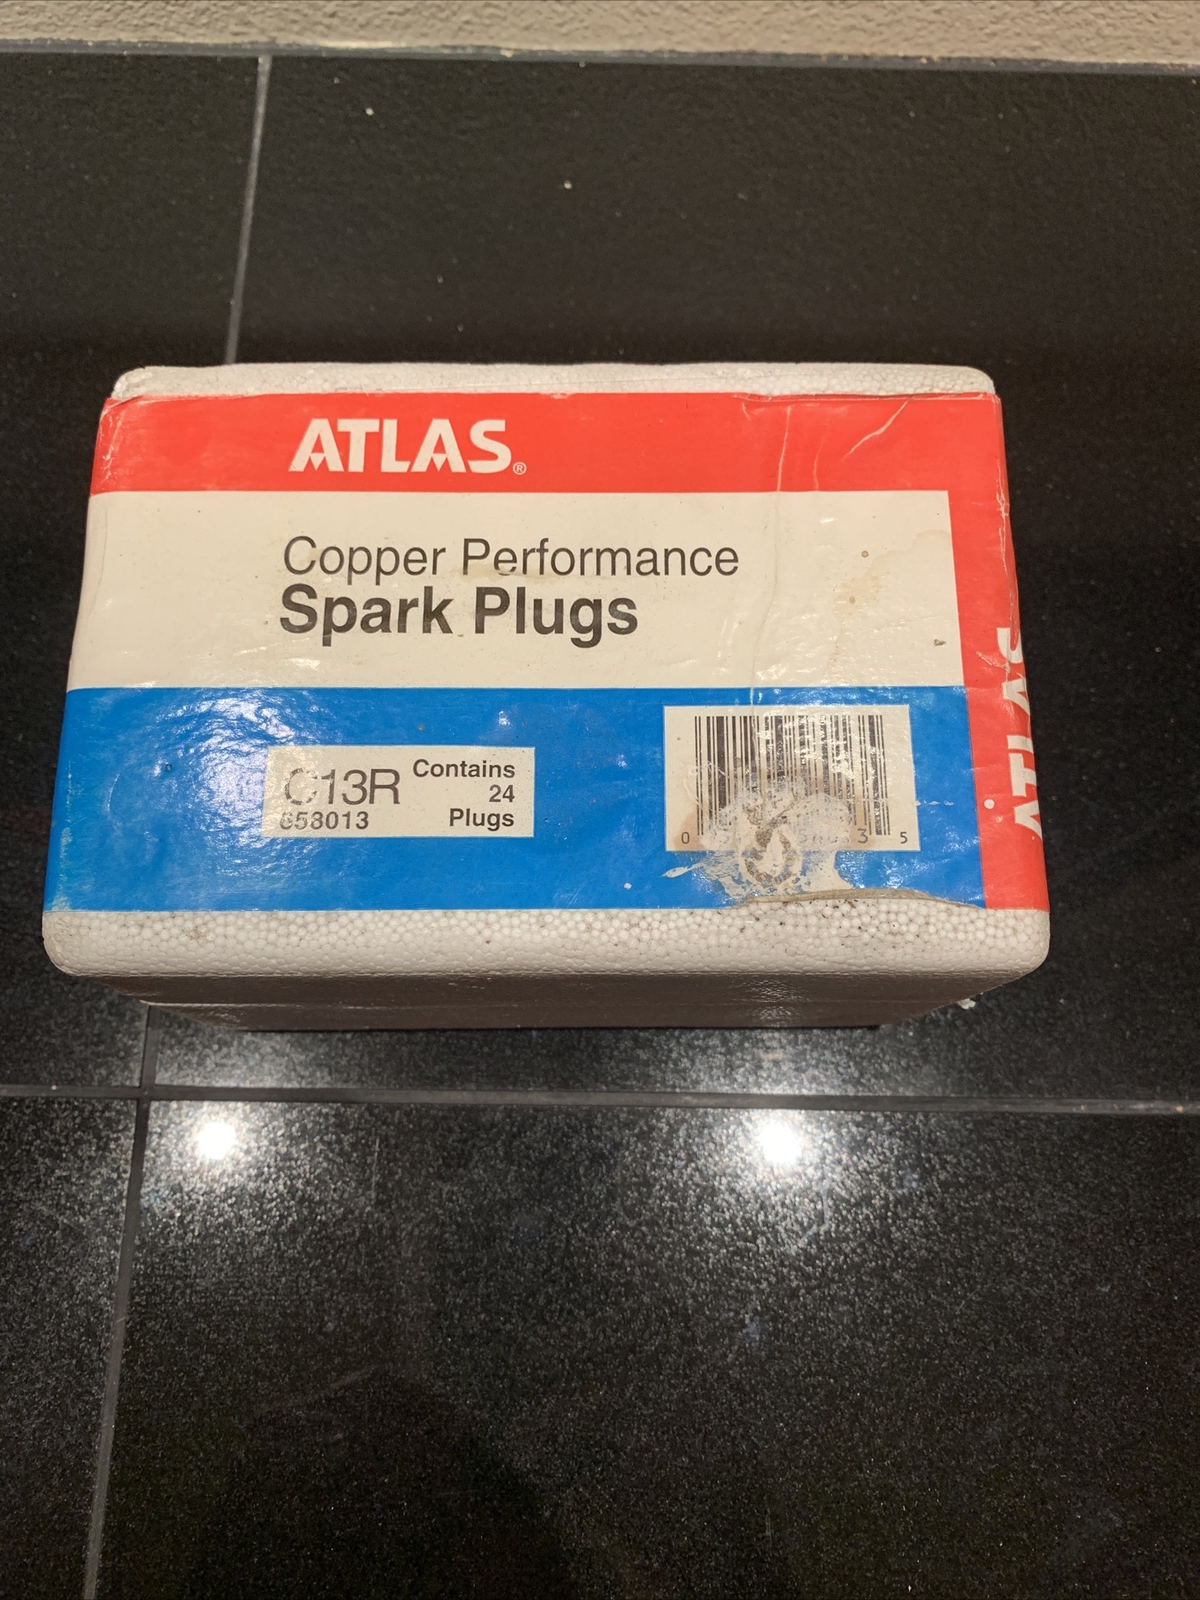 ATLAS®
Copper Performance
Spark Plugs
C13R
Contains
24
Plugs
658013
ATLAS